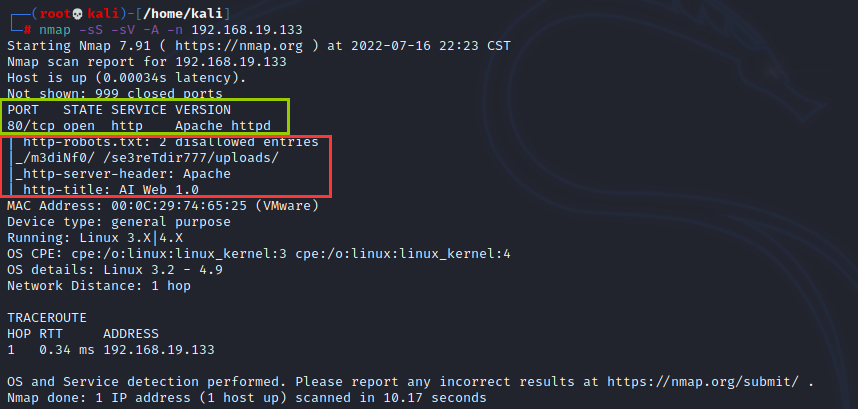 ┌──(root💀kali)-[/home/kali]
└─# nmap -sS -sV -A -n 192.168.19.133
Starting Nmap 7.91 ( https://nmap.org ) at 2022-07-16 22:23 CST
Nmap scan report for 192.168.19.133
Host is up (0.00034s latency).
Not shown: 999 closed ports
PORT   STATE SERVICE VERSION
80/tcp open  http    Apache httpd
| http-robots.txt: 2 disallowed entries
|_/m3diNf0/ /se3reTdir777/uploads/
|_http-server-header: Apache
|_http-title: AI Web 1.0
MAC Address: 00:0C:29:74:65:25 (VMware)
Device type: general purpose
Running: Linux 3.X|4.X
OS CPE: cpe:/o:linux:linux_kernel:3 cpe:/o:linux:linux_kernel:4
OS details: Linux 3.2 - 4.9
Network Distance: 1 hop
TRACEROUTE
HOP RTT     ADDRESS
1   0.34 ms 192.168.19.133
OS and Service detection performed. Please report any incorrect results at https://nmap.org/submit/ .
Nmap done: 1 IP address (1 host up) scanned in 10.17 seconds